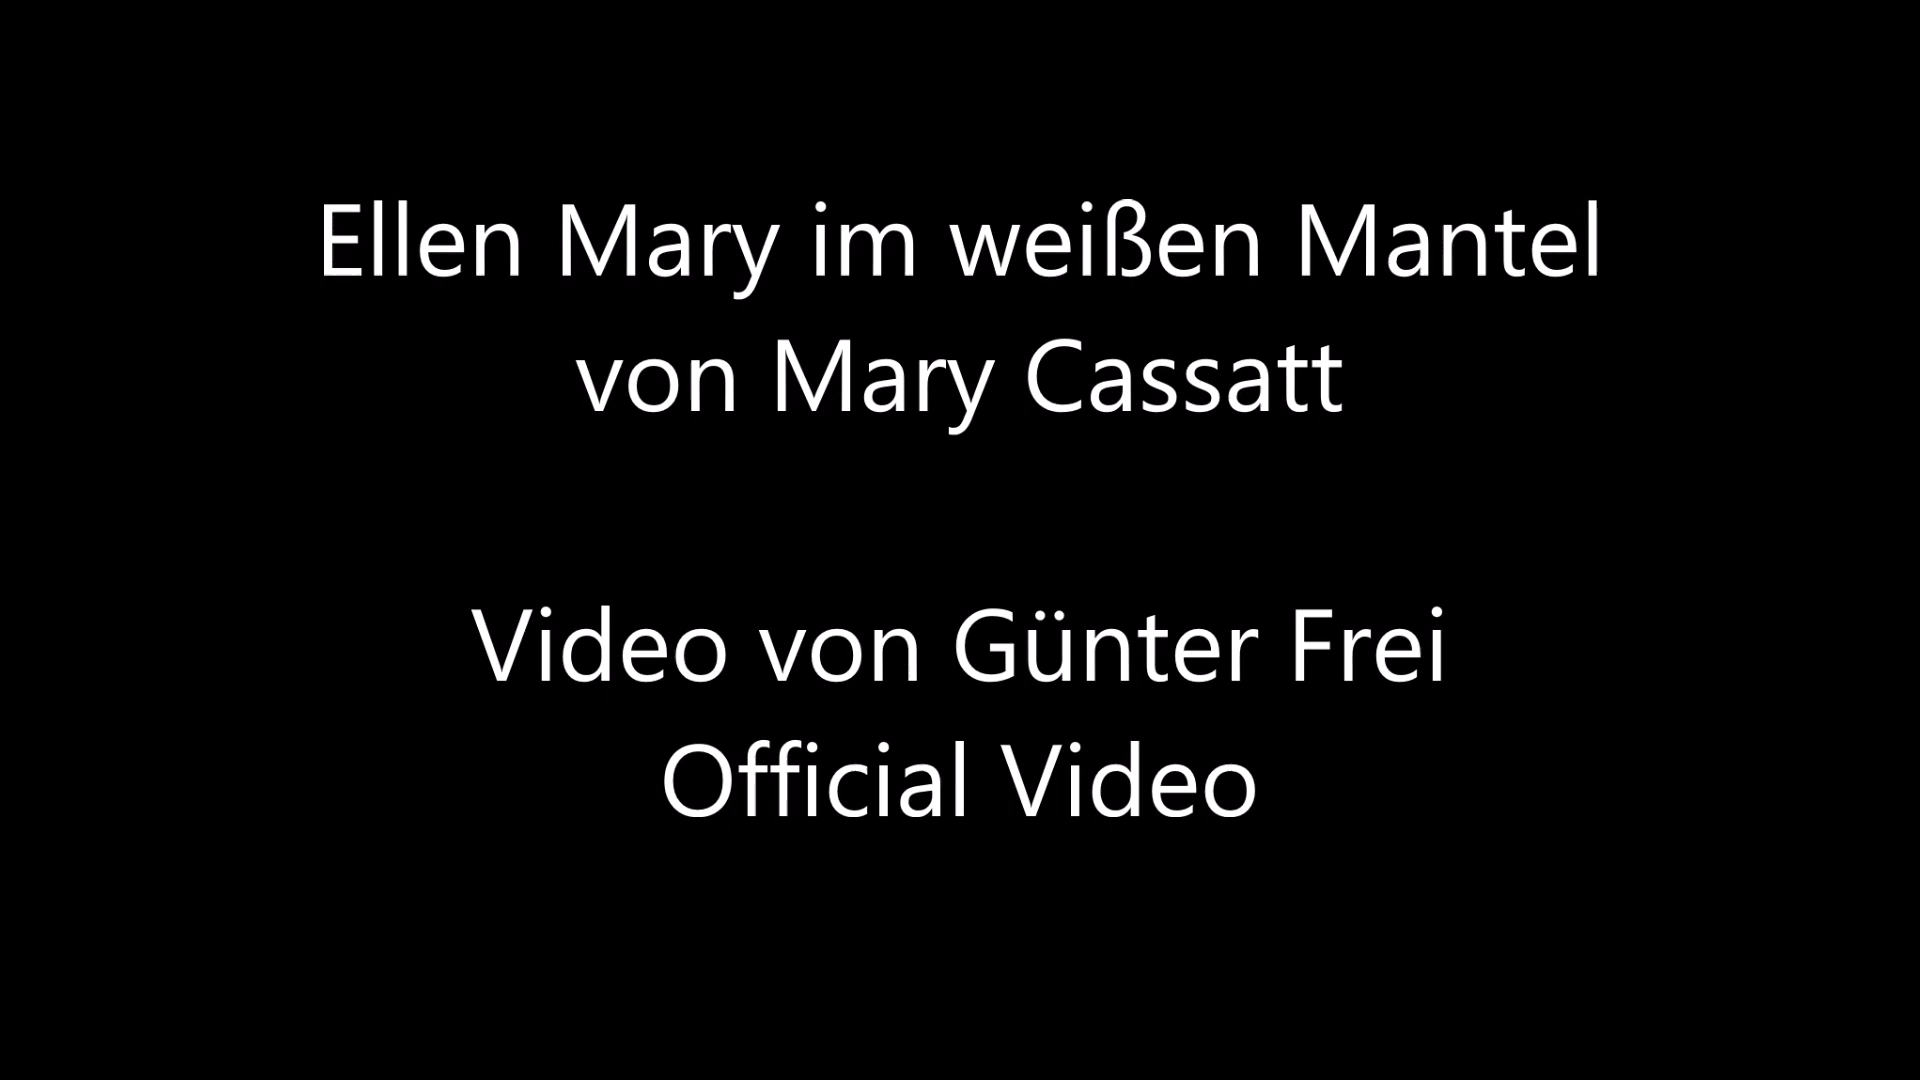 Ellen Mary im weißen Mantel
von Mary Cassatt
Video von Günter Frei
Official Video